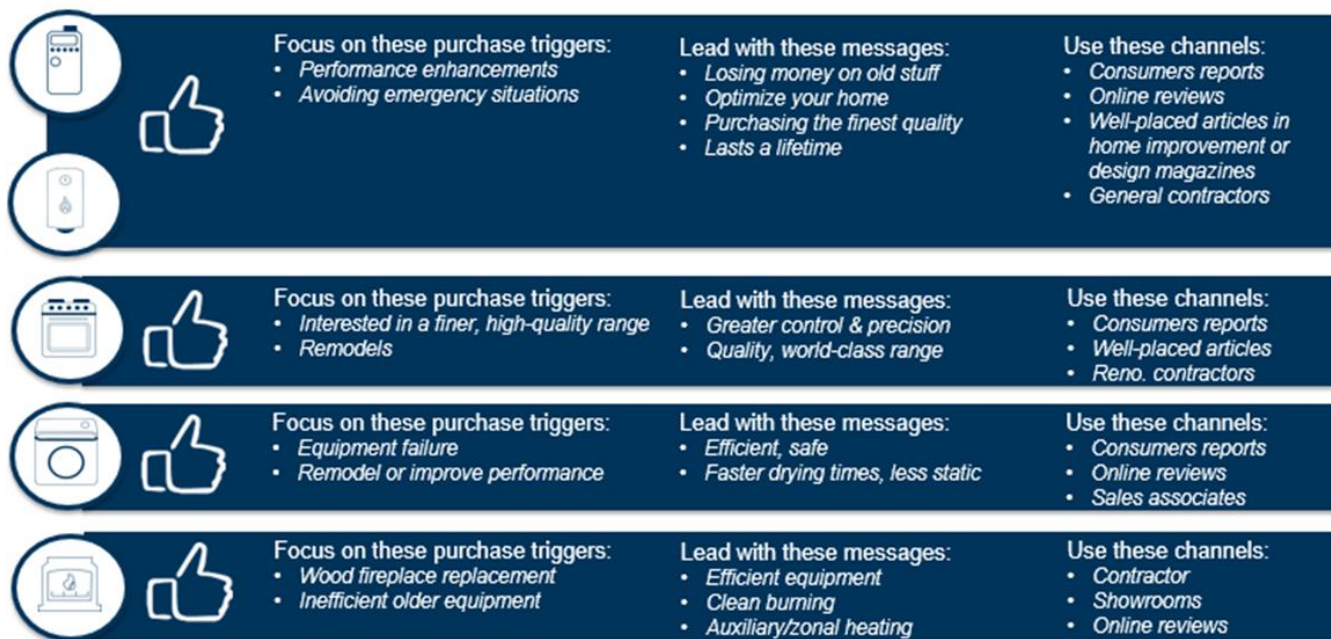 Focus on these purchase triggers:
• Performance enhancements
• Avoiding emergency situations
Lead with these messages:
• Losing money on old stuff
• Optimize your home
• Purchasing the finest quality
• Lasts a lifetime
Use these channels:
• Consumers reports
• Online reviews
• Well-placed articles in
home improvement or
design magazines
• General contractors
Focus on these purchase triggers:
• Interested in a finer, high-quality range
• Remodels
Lead with these messages:
• Greater control & precision
• Quality, world-class range
Use these channels:
• Consumers reports
• Well-placed articles
• Reno. contractors
Focus on these purchase triggers:
• Equipment failure
• Remodel or improve performance
Lead with these messages:
• Efficient, safe
• Faster drying times, less static
Use these channels:
• Consumers reports
• Online reviews
• Sales associates
Focus on these purchase triggers:
• Wood fireplace replacement
• Inefficient older equipment
Lead with these messages:
• Efficient equipment
• Clean burning
• Auxiliary/zonal heating
Use these channels:
• Contractor
• Showrooms
• Online reviews